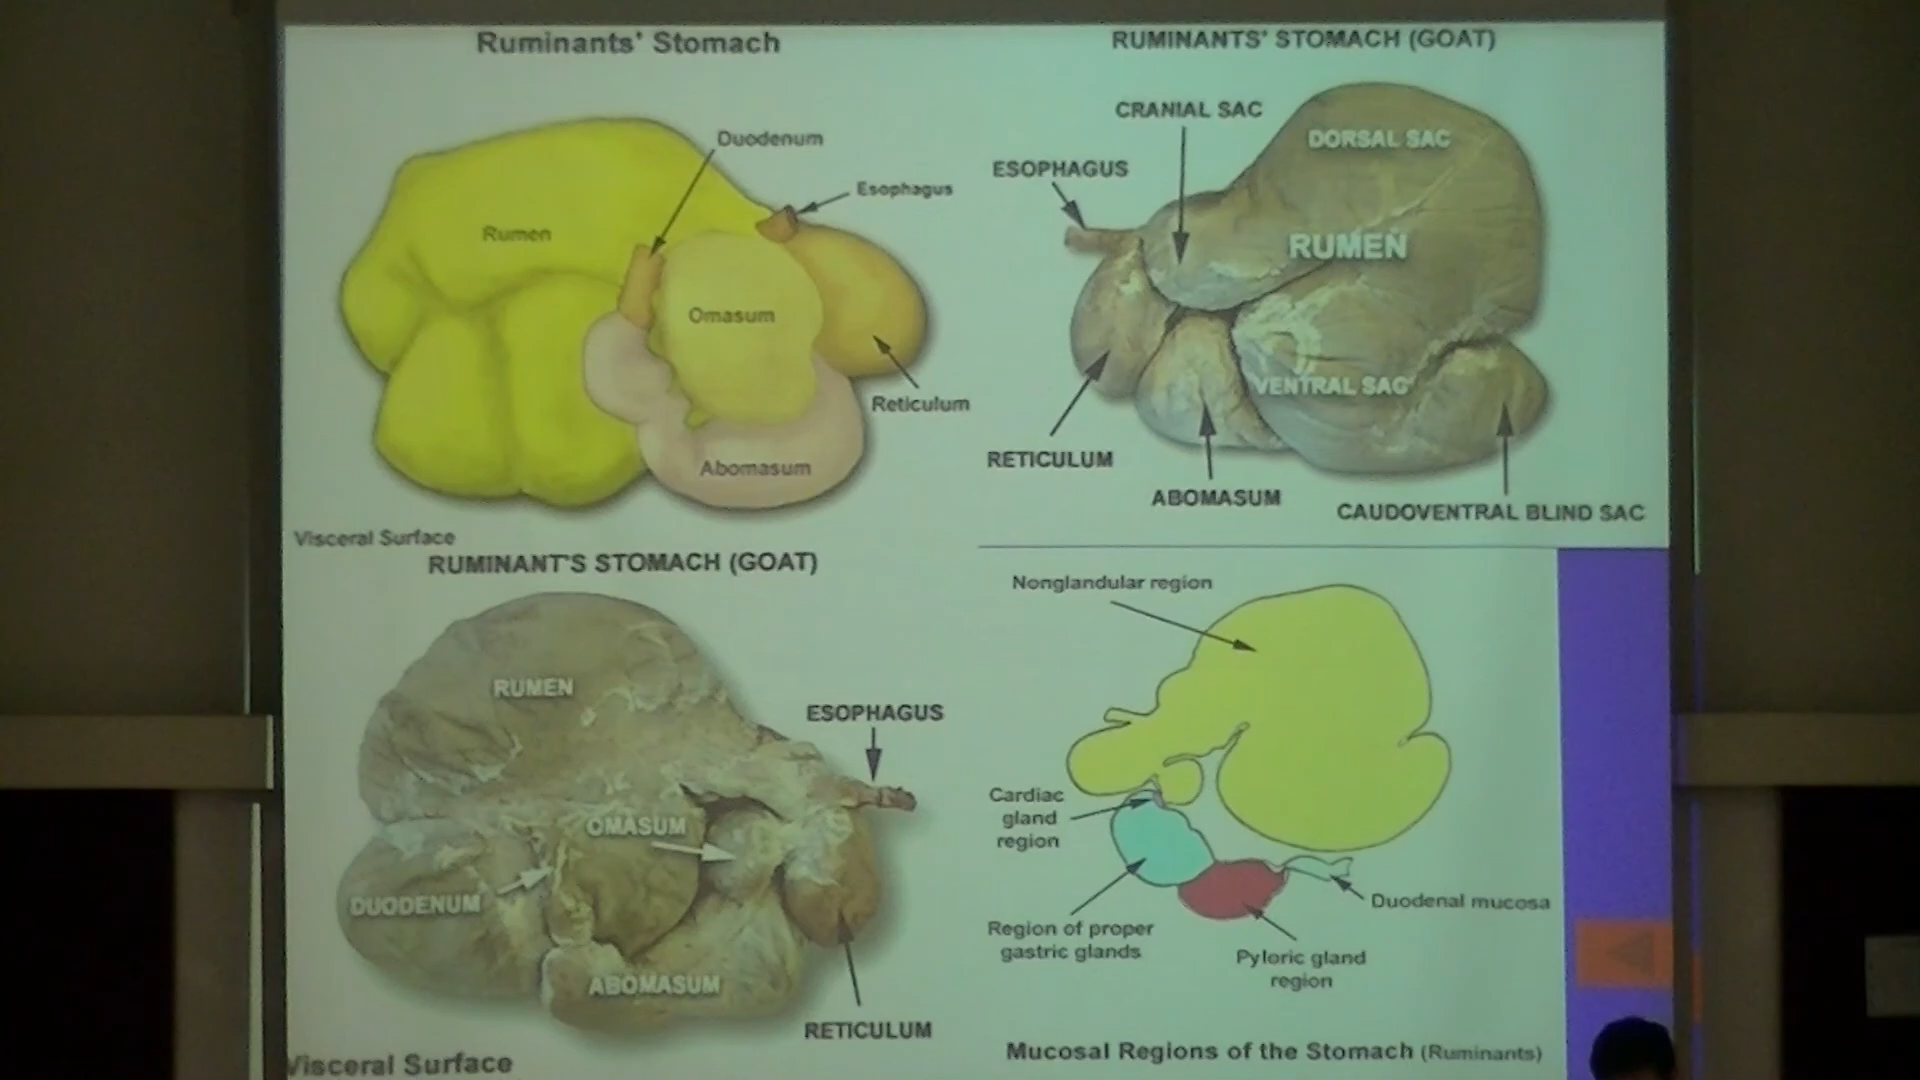 Ruminants' Stomach
Duodenum
Esophagus
Rumen
Omasum
Reticulum
Abomasum
Visceral Surface
RUMINANTS' STOMACH (GOAT)
CRANIAL SAC
DORSAL SAC
ESOPHAGUS
RUMEN
VENTRAL SAC
RETICULUM
ABOMASUM
CAUDOVENTRAL BLIND SAC
RUMINANT'S STOMACH (GOAT)
RUMEN
ESOPHAGUS
OMASUM
DUODENUM
ABOMASUM
RETICULUM
Visceral Surface
Nonglandular region
Cardiac
gland
region
Region of proper
gastric glands
Duodenal mucosa
Pyloric gland
region
Mucosal Regions of the Stomach (Ruminants)